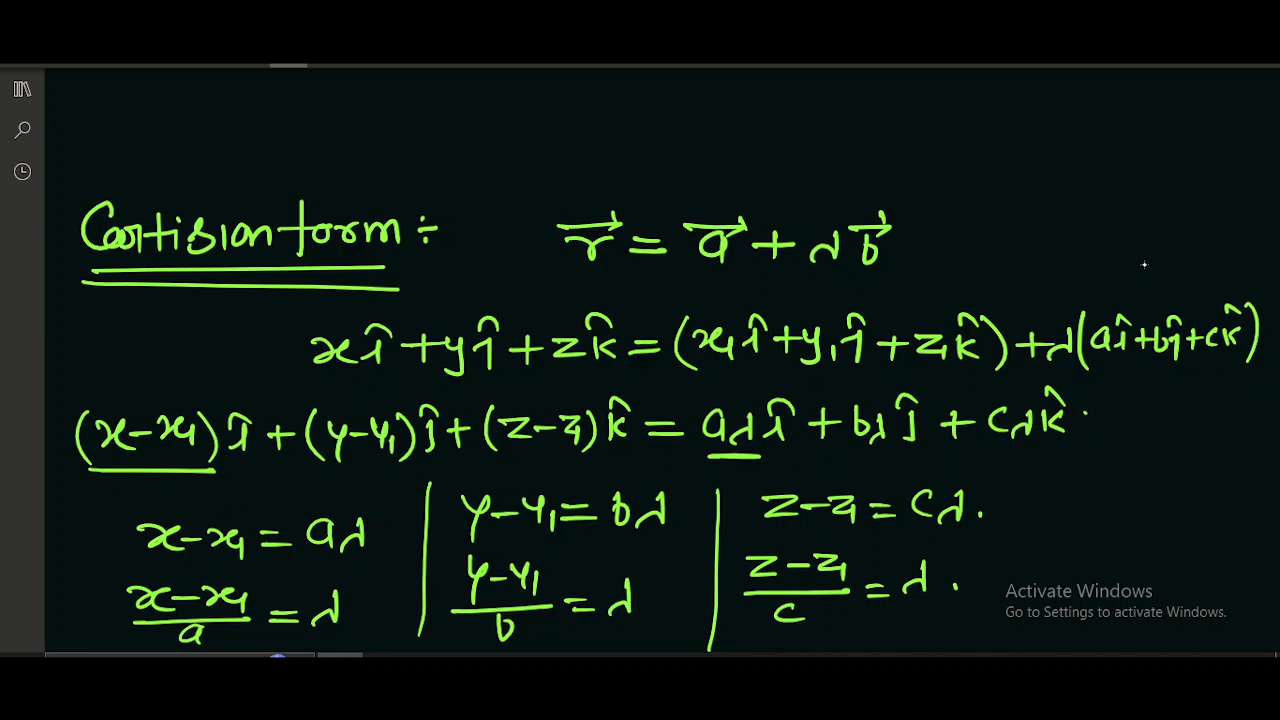 Cartision form ÷ r⃗ = a⃗ + λb⃗
xî + yĵ + zk̂ = (x₁î + y₁ĵ + z₁k̂) + λ(aî + bĵ + ck̂)
(x-x₁)î + (y-y₁)ĵ + (z-z₁)k̂ = aλî + bλĵ + cλk̂.
x-x₁ = aλ | y-y₁ = bλ | z-z₁ = cλ.
(x-x₁)/a = λ | (y-y₁)/b = λ | (z-z₁)/c = λ.
Activate Windows
Go to Settings to activate Windows.